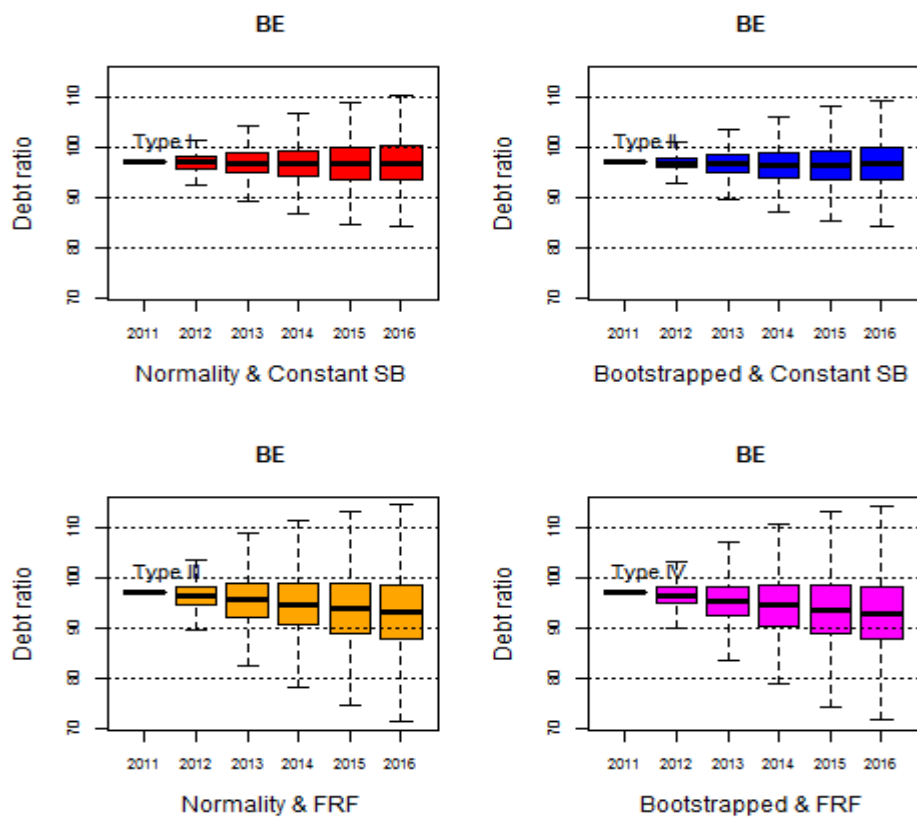 BE
Debt ratio
110
100
90
80
70
Type I
2011 2012 2013 2014 2015 2016
Normality & Constant SB
BE
Debt ratio
110
100
90
80
70
Type II
2011 2012 2013 2014 2015 2016
Bootstrapped & Constant SB
BE
Debt ratio
110
100
90
80
70
Type III
2011 2012 2013 2014 2015 2016
Normality & FRF
BE
Debt ratio
110
100
90
80
70
Type IV
2011 2012 2013 2014 2015 2016
Bootstrapped & FRF